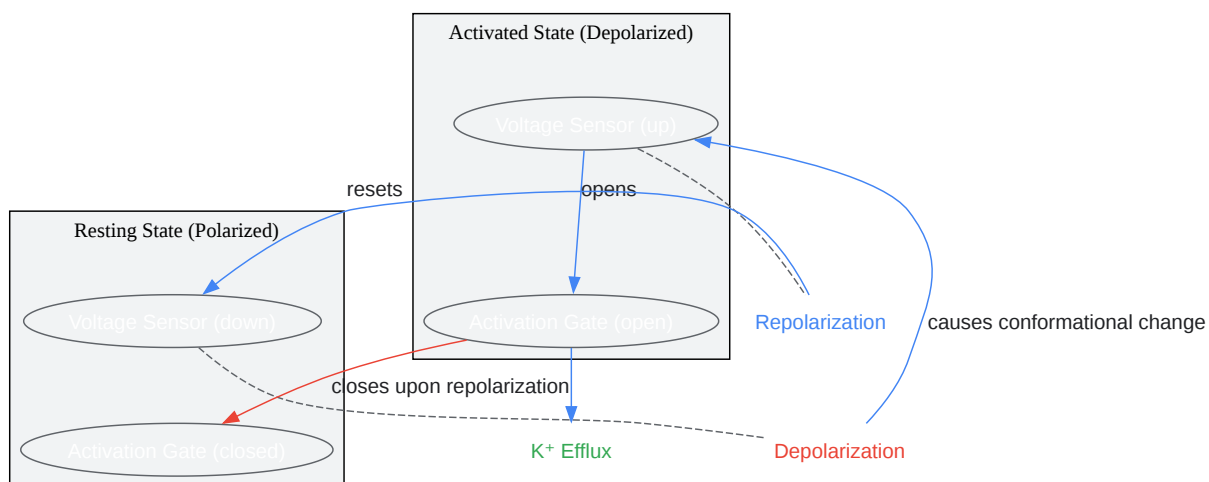 Activated State (Depolarized)
Voltage Sensor (up)
resets
opens
Resting State (Polarized)
Voltage Sensor (down)
Activation Gate (open)
Repolarization
causes conformational change
closes upon repolarization
Activation Gate (closed)
K⁺ Efflux
Depolarization